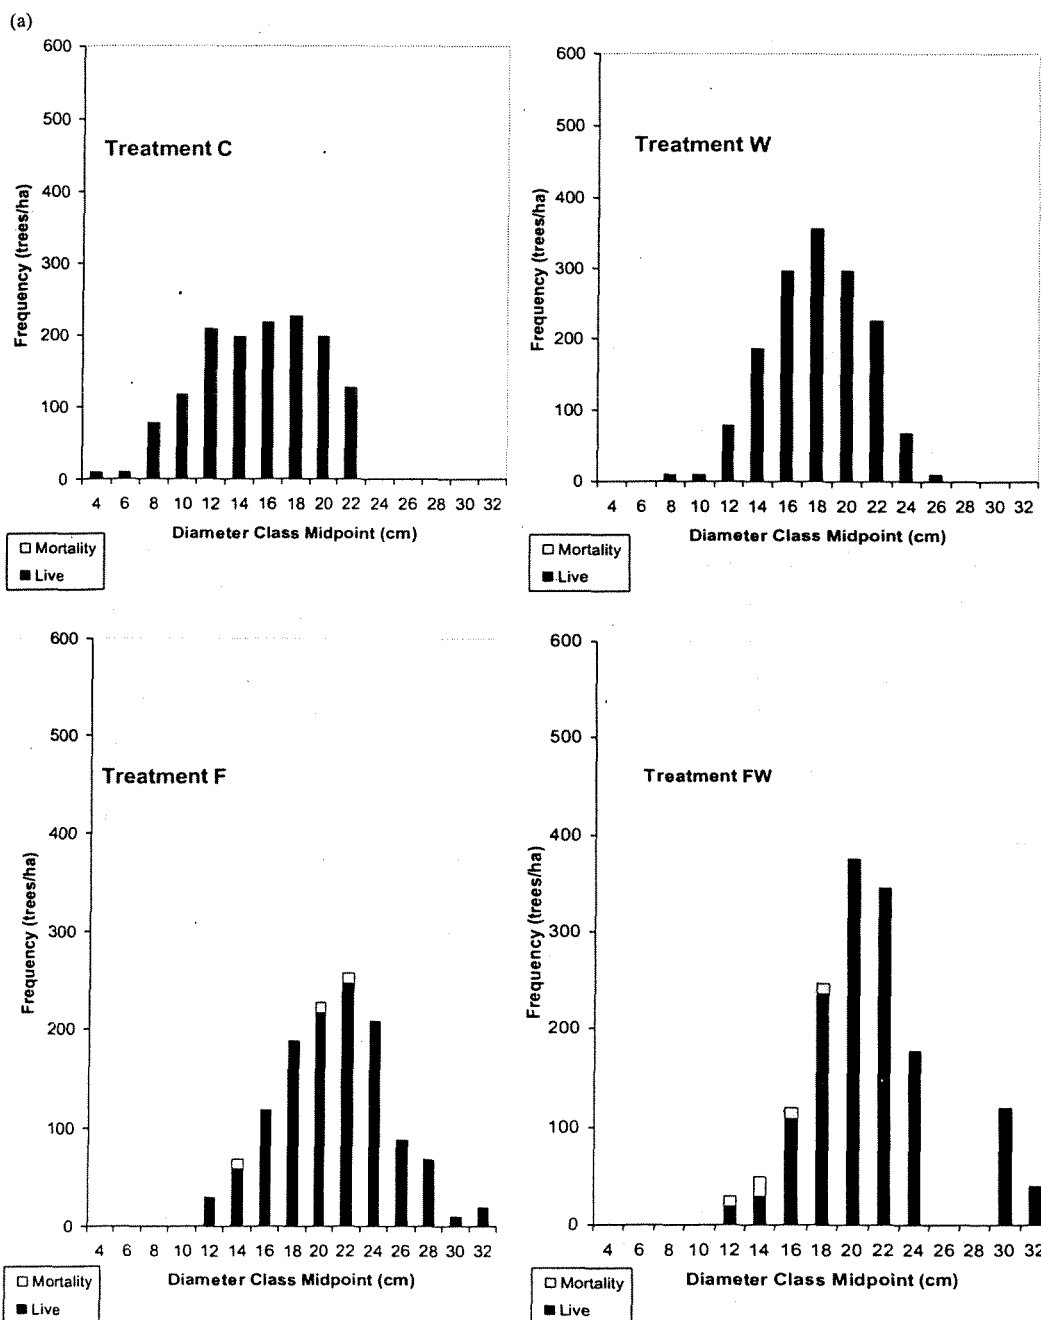 (a)
600
500
400
300
200
100
0
Frequency (trees/ha)
Treatment C
4 6 8 10 12 14 16 18 20 22 24 26 28 30 32
Diameter Class Midpoint (cm)
Mortality
Live
600
500
400
300
200
100
0
Frequency (trees/ha)
Treatment W
4 6 8 10 12 14 16 18 20 22 24 26 28 30 32
Diameter Class Midpoint (cm)
Mortality
Live
600
500
400
300
200
100
0
Frequency (trees/ha)
Treatment F
4 6 8 10 12 14 16 18 20 22 24 26 28 30 32
Diameter Class Midpoint (cm)
Mortality
Live
600
500
400
300
200
100
0
Frequency (trees/ha)
Treatment FW
4 6 8 10 12 14 16 18 20 22 24 26 28 30 32
Diameter Class Midpoint (cm)
Mortality
Live